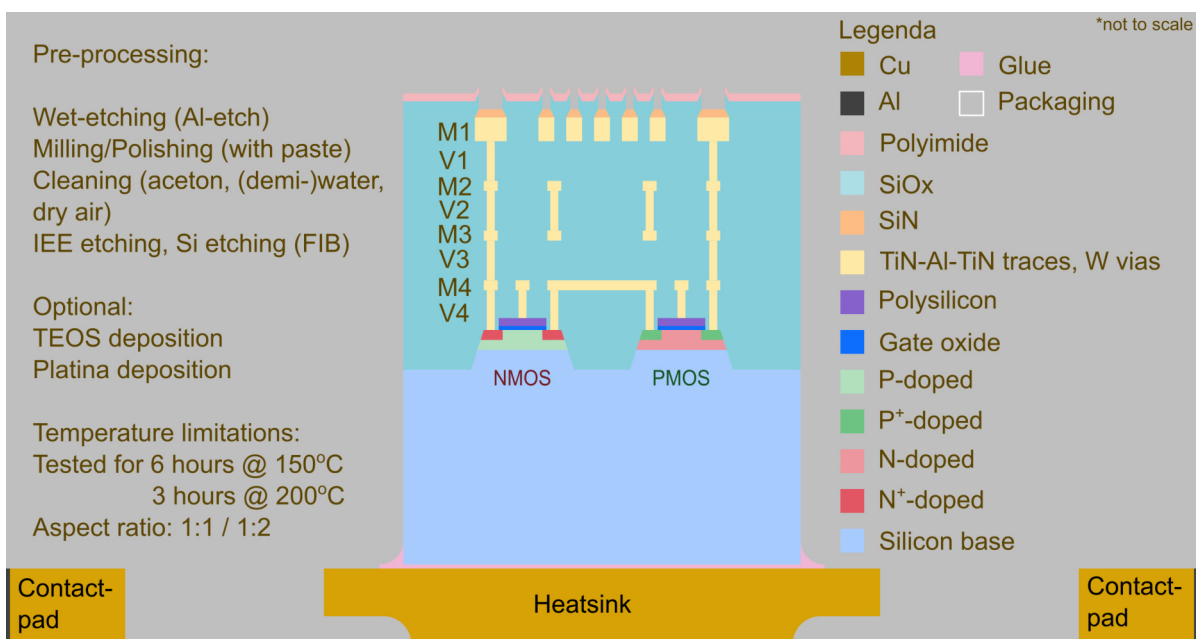 Pre-processing:
Wet-etching (Al-etch)
Milling/Polishing (with paste)
Cleaning (aceton, (demi-)water,
dry air)
IEE etching, Si etching (FIB)
Optional:
TEOS deposition
Platina deposition
Temperature limitations:
Tested for 6 hours @ 150°C
3 hours @ 200°C
Aspect ratio: 1:1 / 1:2
M1
V1
M2
V2
M3
V3
M4
V4
NMOS
PMOS
*not to scale
Legenda
Cu
Glue
Al
Packaging
Polyimide
SiOx
SiN
TiN-Al-TiN traces, W vias
Polysilicon
Gate oxide
P-doped
P⁺-doped
N-doped
N⁺-doped
Silicon base
Contact-
pad
Heatsink
Contact-
pad